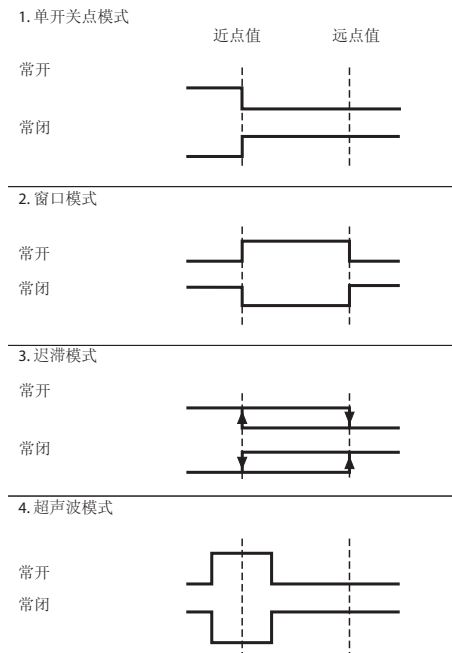 1. 单开关点模式
近点值 远点值
常开
常闭
2. 窗口模式
常开
常闭
3. 迟滞模式
常开
常闭
4. 超声波模式
常开
常闭